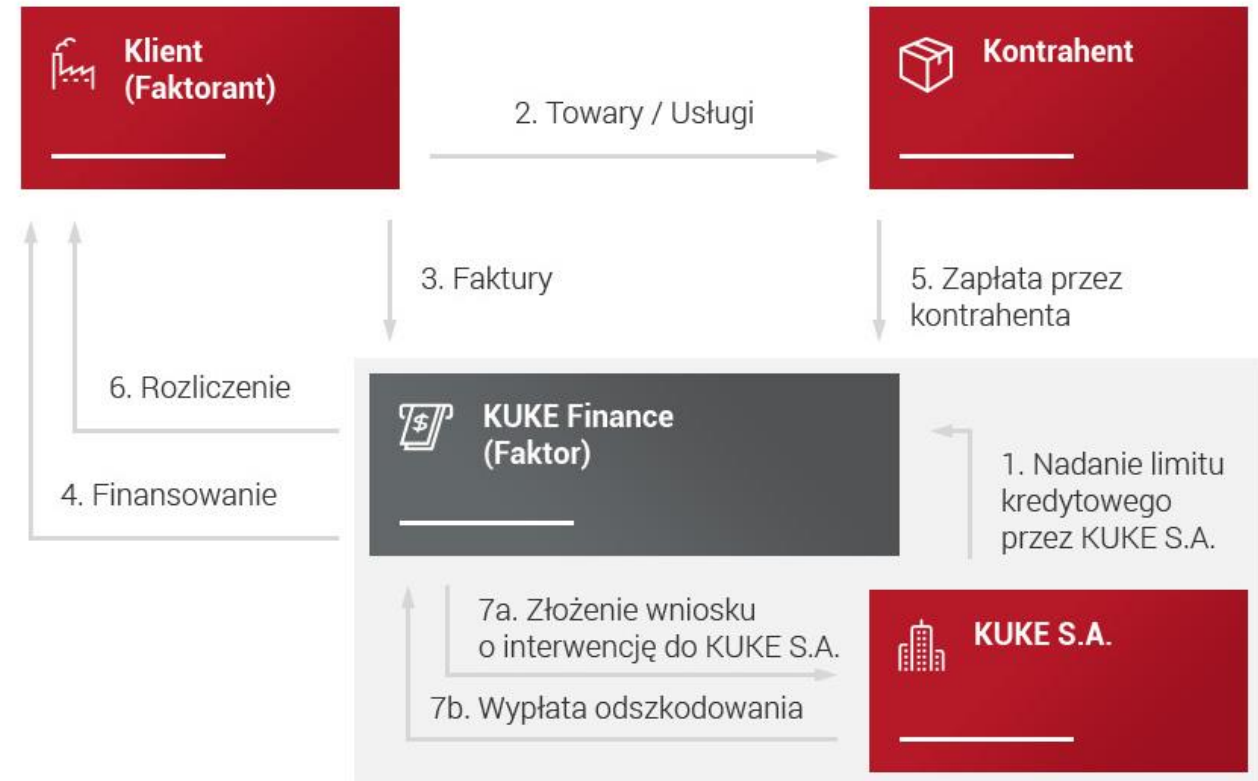 Klient
(Faktorant)
Kontrahent
2. Towary / Usługi
3. Faktury
5. Zapłata przez
kontrahenta
6. Rozliczenie
4. Finansowanie
KUKE Finance
(Faktor)
1. Nadanie limitu
kredytowego
przez KUKE S.A.
7a. Złożenie wniosku
o interwencję do KUKE S.A.
7b. Wypłata odszkodowania
KUKE S.A.